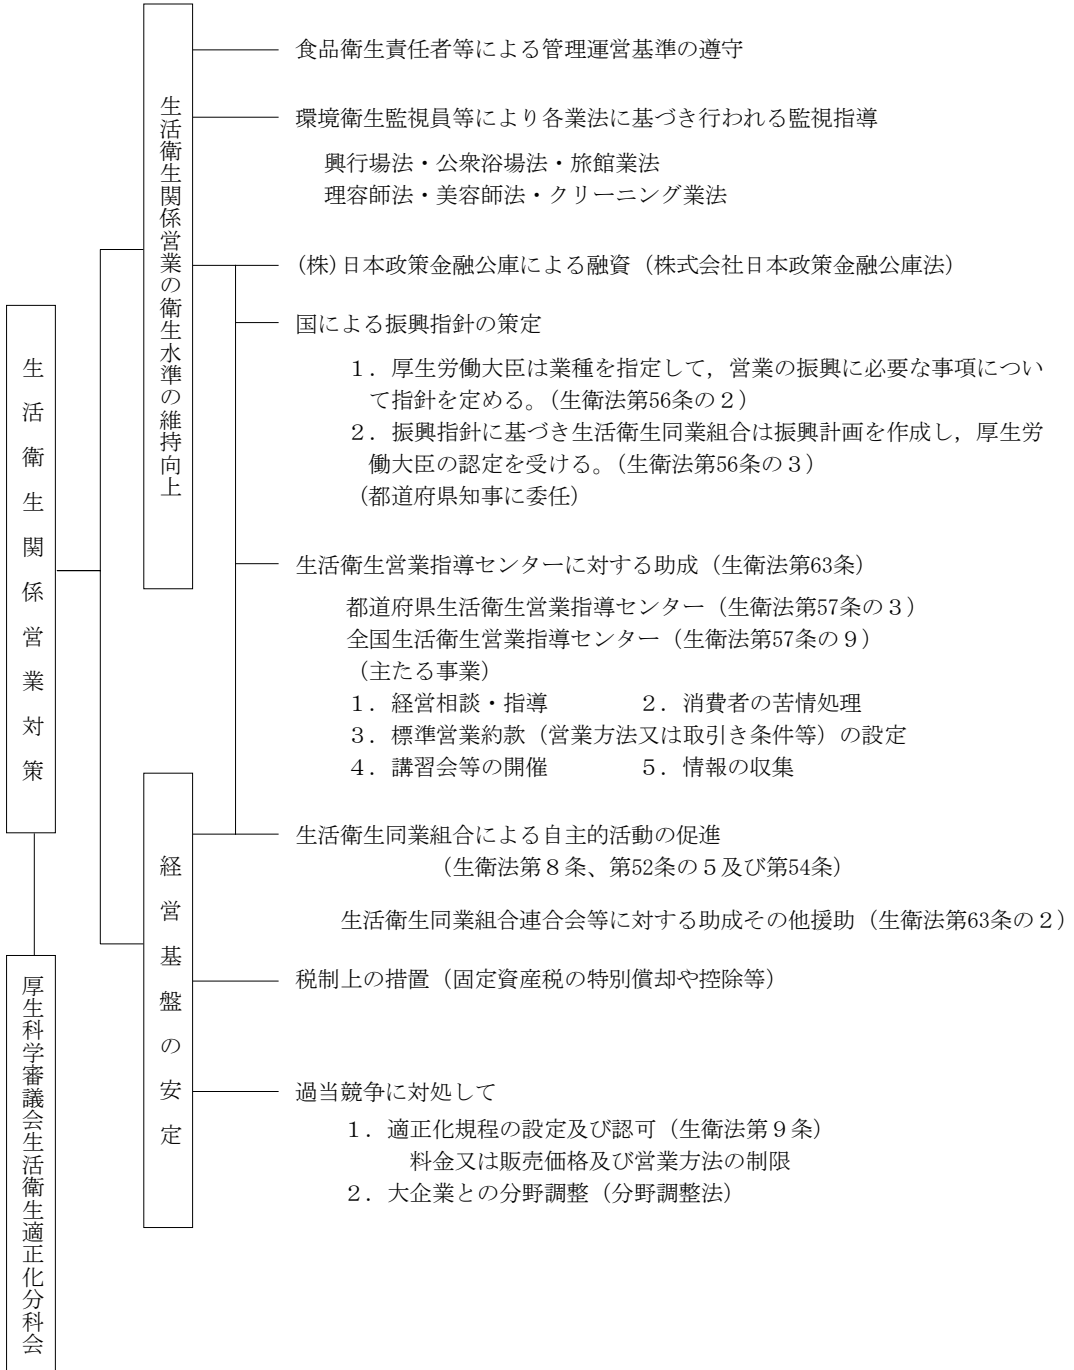 生活衛生関係営業対策
厚生科学審議会生活衛生適正化分科会
生活衛生関係営業の衛生水準の維持向上
食品衛生責任者等による管理運営基準の遵守
環境衛生監視員等により各業法に基づき行われる監視指導
興行場法・公衆浴場法・旅館業法
理容師法・美容師法・クリーニング業法
(株)日本政策金融公庫による融資（株式会社日本政策金融公庫法）
国による振興指針の策定
１．厚生労働大臣は業種を指定して，営業の振興に必要な事項につい
て指針を定める。（生衛法第56条の２）
２．振興指針に基づき生活衛生同業組合は振興計画を作成し，厚生労
働大臣の認定を受ける。（生衛法第56条の３）
（都道府県知事に委任）
生活衛生営業指導センターに対する助成（生衛法第63条）
都道府県生活衛生営業指導センター（生衛法第57条の３）
全国生活衛生営業指導センター（生衛法第57条の９）
（主たる事業）
１．経営相談・指導　２．消費者の苦情処理
３．標準営業約款（営業方法又は取引き条件等）の設定
４．講習会等の開催　５．情報の収集
経営基盤の安定
生活衛生同業組合による自主的活動の促進
（生衛法第８条、第52条の５及び第54条）
生活衛生同業組合連合会等に対する助成その他援助（生衛法第63条の２）
税制上の措置（固定資産税の特別償却や控除等）
過当競争に対処して
１．適正化規程の設定及び認可（生衛法第９条）
料金又は販売価格及び営業方法の制限
２．大企業との分野調整（分野調整法）